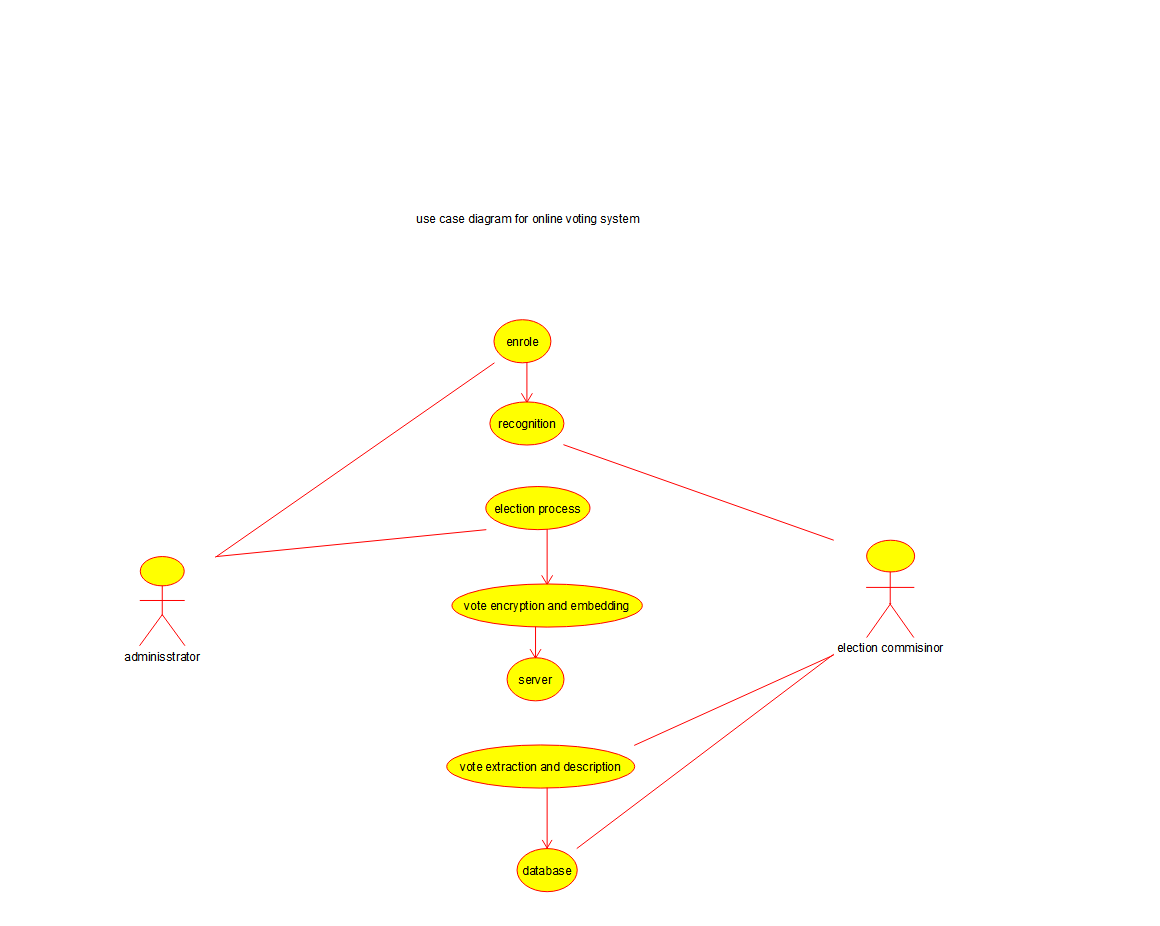 use case diagram for online voting system
enrole
recognition
election process
vote encryption and embedding
adminisstrator
election commisinor
server
vote extraction and description
database